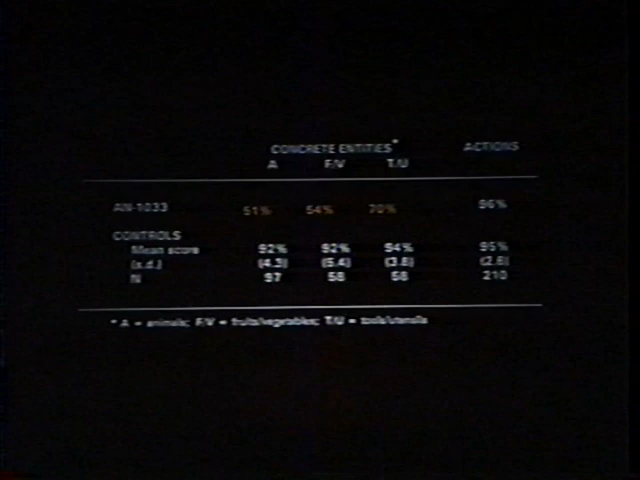 CONCRETE ENTITIES* ACTIONS
A F/V T/U
AN-1033 51% 54% 70% 96%
CONTROLS
Mean score 92% 92% 94% 95%
(s.d.) (4.3) (5.4) (3.8) (2.8)
N 97 58 58 210
* A = animals; F/V = fruits/vegetables; T/U = tools/utensils